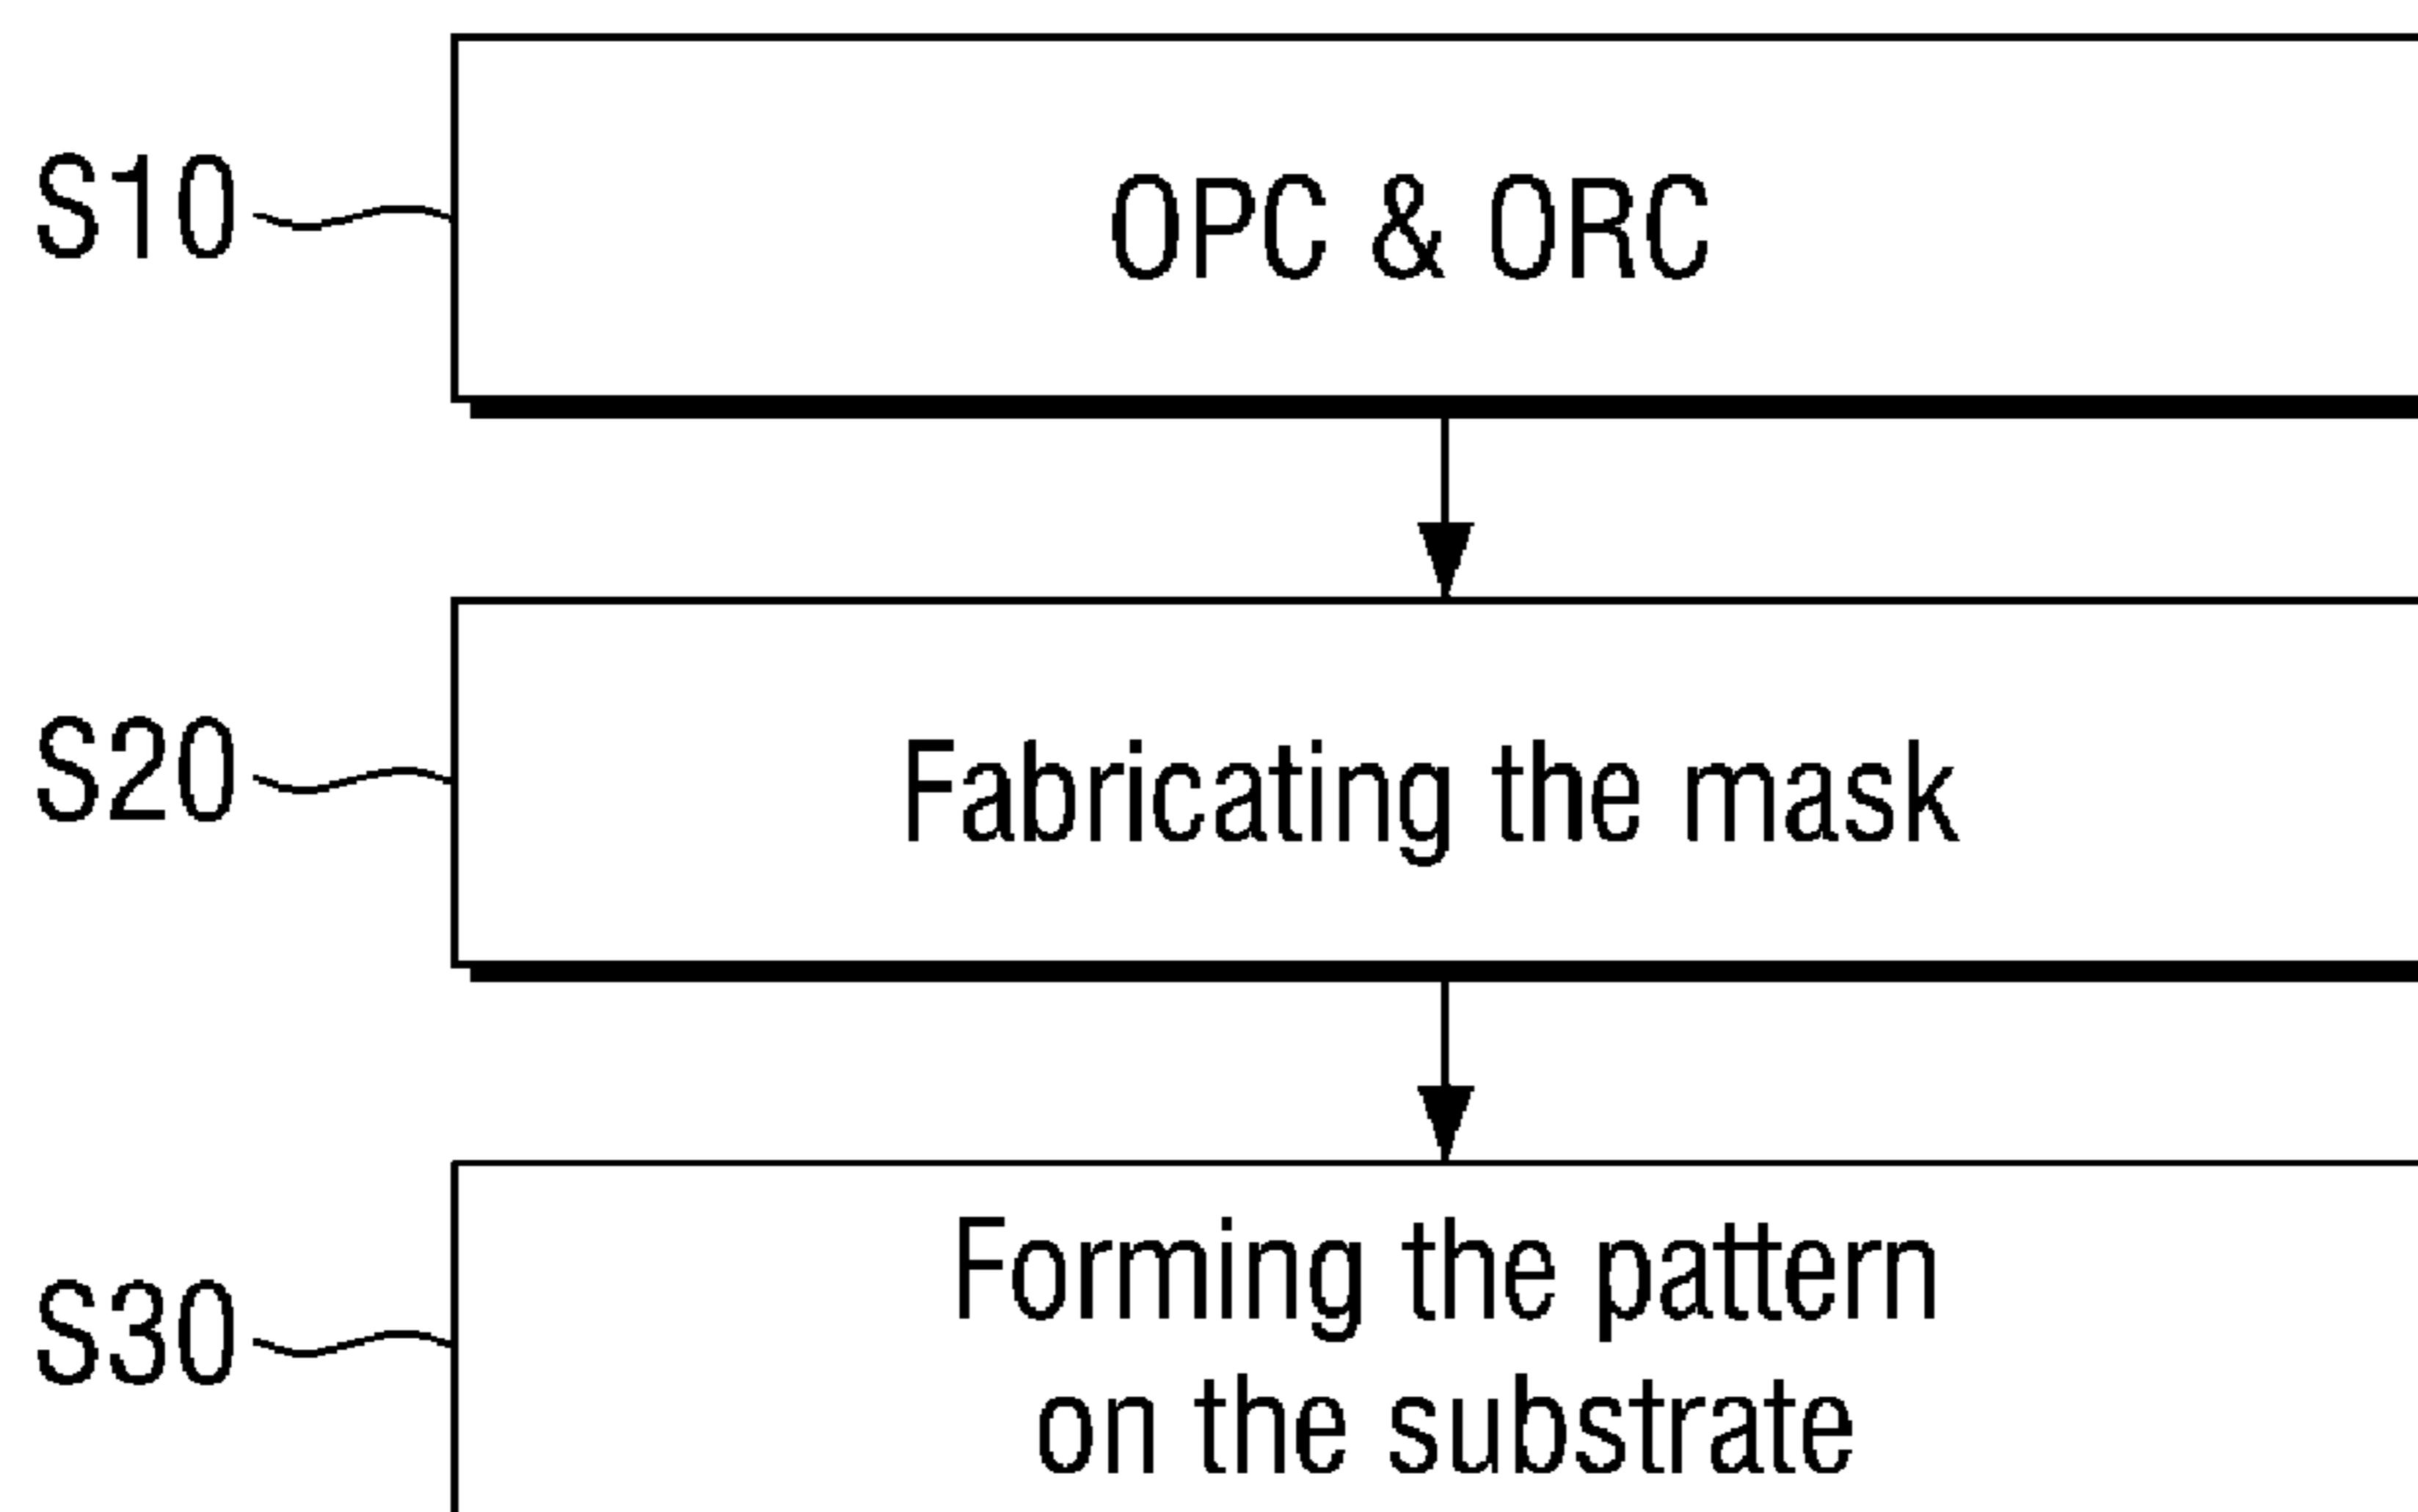 S10 OPC & ORC
S20 Fabricating the mask
S30 Forming the pattern
on the substrate